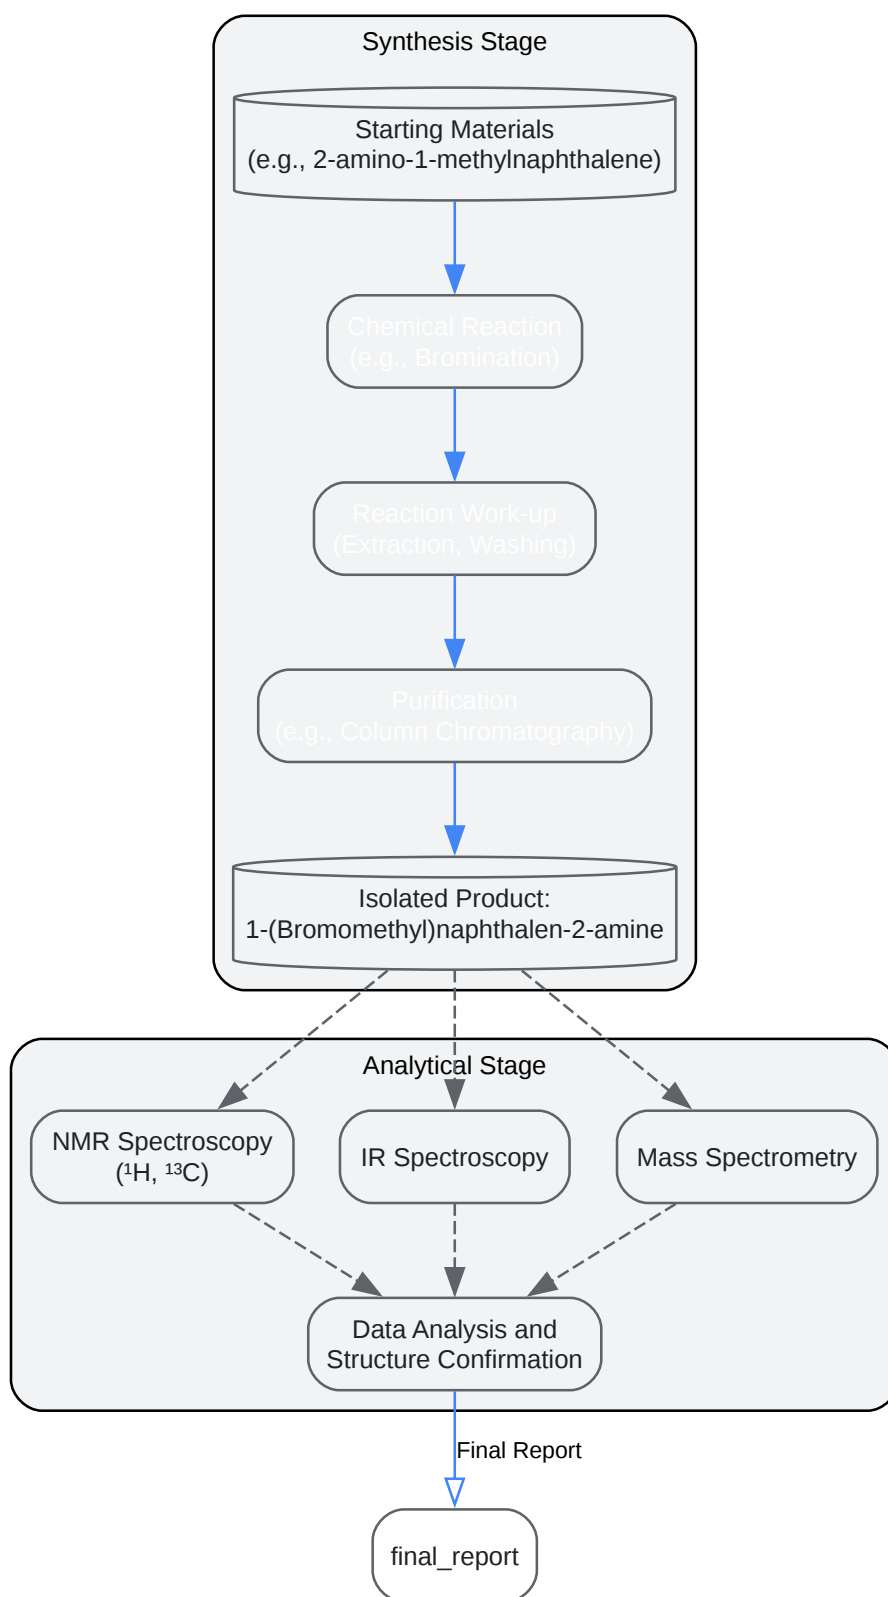 Synthesis Stage
Starting Materials
(e.g., 2-amino-1-methylnaphthalene)
Chemical Reaction
(e.g., Bromination)
Reaction Work-up
(Extraction, Washing)
Purification
(e.g., Column Chromatography)
Isolated Product:
1-(Bromomethyl)naphthalen-2-amine
Analytical Stage
NMR Spectroscopy
(¹H, ¹³C)
IR Spectroscopy
Mass Spectrometry
Data Analysis and
Structure Confirmation
Final Report
final_report